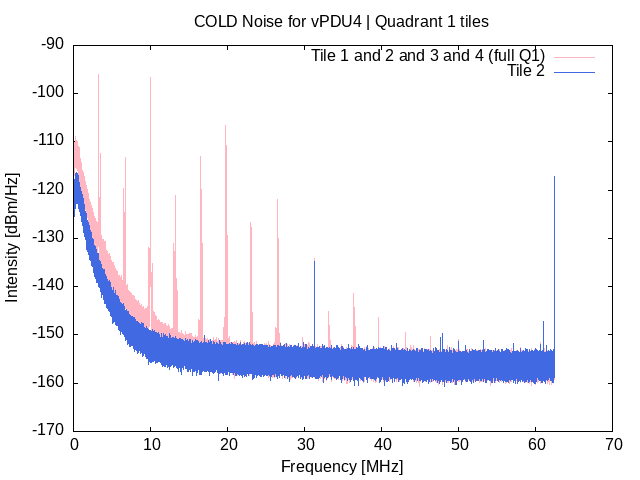 COLD Noise for vPDU4 | Quadrant 1 tiles
Tile 1 and 2 and 3 and 4 (full Q1)
Tile 2
Intensity [dBm/Hz]
-90
-100
-110
-120
-130
-140
-150
-160
-170
0 10 20 30 40 50 60 70
Frequency [MHz]